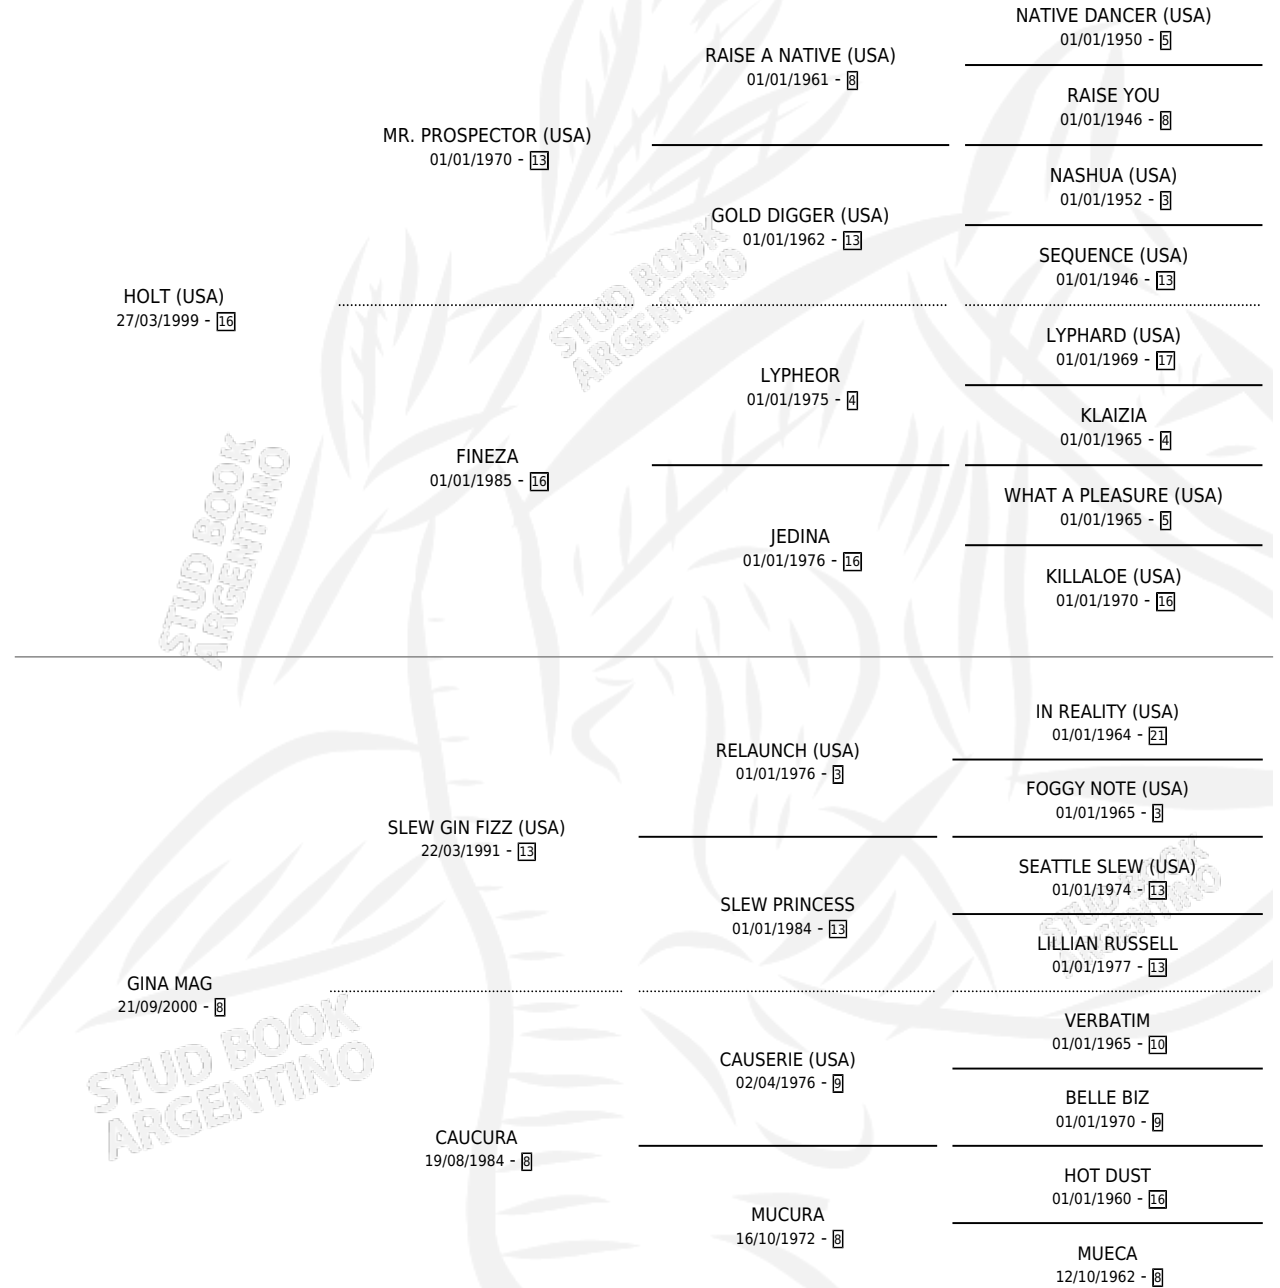 NATIVE DANCER (USA)
01/01/1950 - 5
RAISE A NATIVE (USA)
01/01/1961 - 8
RAISE YOU
01/01/1946 - 8
MR. PROSPECTOR (USA)
01/01/1970 - 13
NASHUA (USA)
01/01/1952 - 3
GOLD DIGGER (USA)
01/01/1962 - 13
SEQUENCE (USA)
01/01/1946 - 13
HOLT (USA)
27/03/1999 - 16
STUD BOOK
ARGENTINO
LYPHARD (USA)
01/01/1969 - 17
LYPHEOR
01/01/1975 - 4
KLAIZIA
01/01/1965 - 4
FINEZA
01/01/1985 - 16
WHAT A PLEASURE (USA)
01/01/1965 - 5
JEDINA
01/01/1976 - 16
KILLALOE (USA)
01/01/1970 - 16
STUD BOOK
ARGENTINO
IN REALITY (USA)
01/01/1964 - 21
RELAUNCH (USA)
01/01/1976 - 3
FOGGY NOTE (USA)
01/01/1965 - 3
SLEW GIN FIZZ (USA)
22/03/1991 - 13
SEATTLE SLEW (USA)
01/01/1974 - 13
SLEW PRINCESS
01/01/1984 - 13
LILLIAN RUSSELL
01/01/1977 - 13
STUD BOOK
ARGENTINO
GINA MAG
21/09/2000 - 8
VERBATIM
01/01/1965 - 10
CAUSERIE (USA)
02/04/1976 - 9
BELLE BIZ
01/01/1970 - 9
STUD BOOK
ARGENTINO
CAUCURA
19/08/1984 - 8
HOT DUST
01/01/1960 - 16
MUCURA
16/10/1972 - 8
MUECA
12/10/1962 - 8